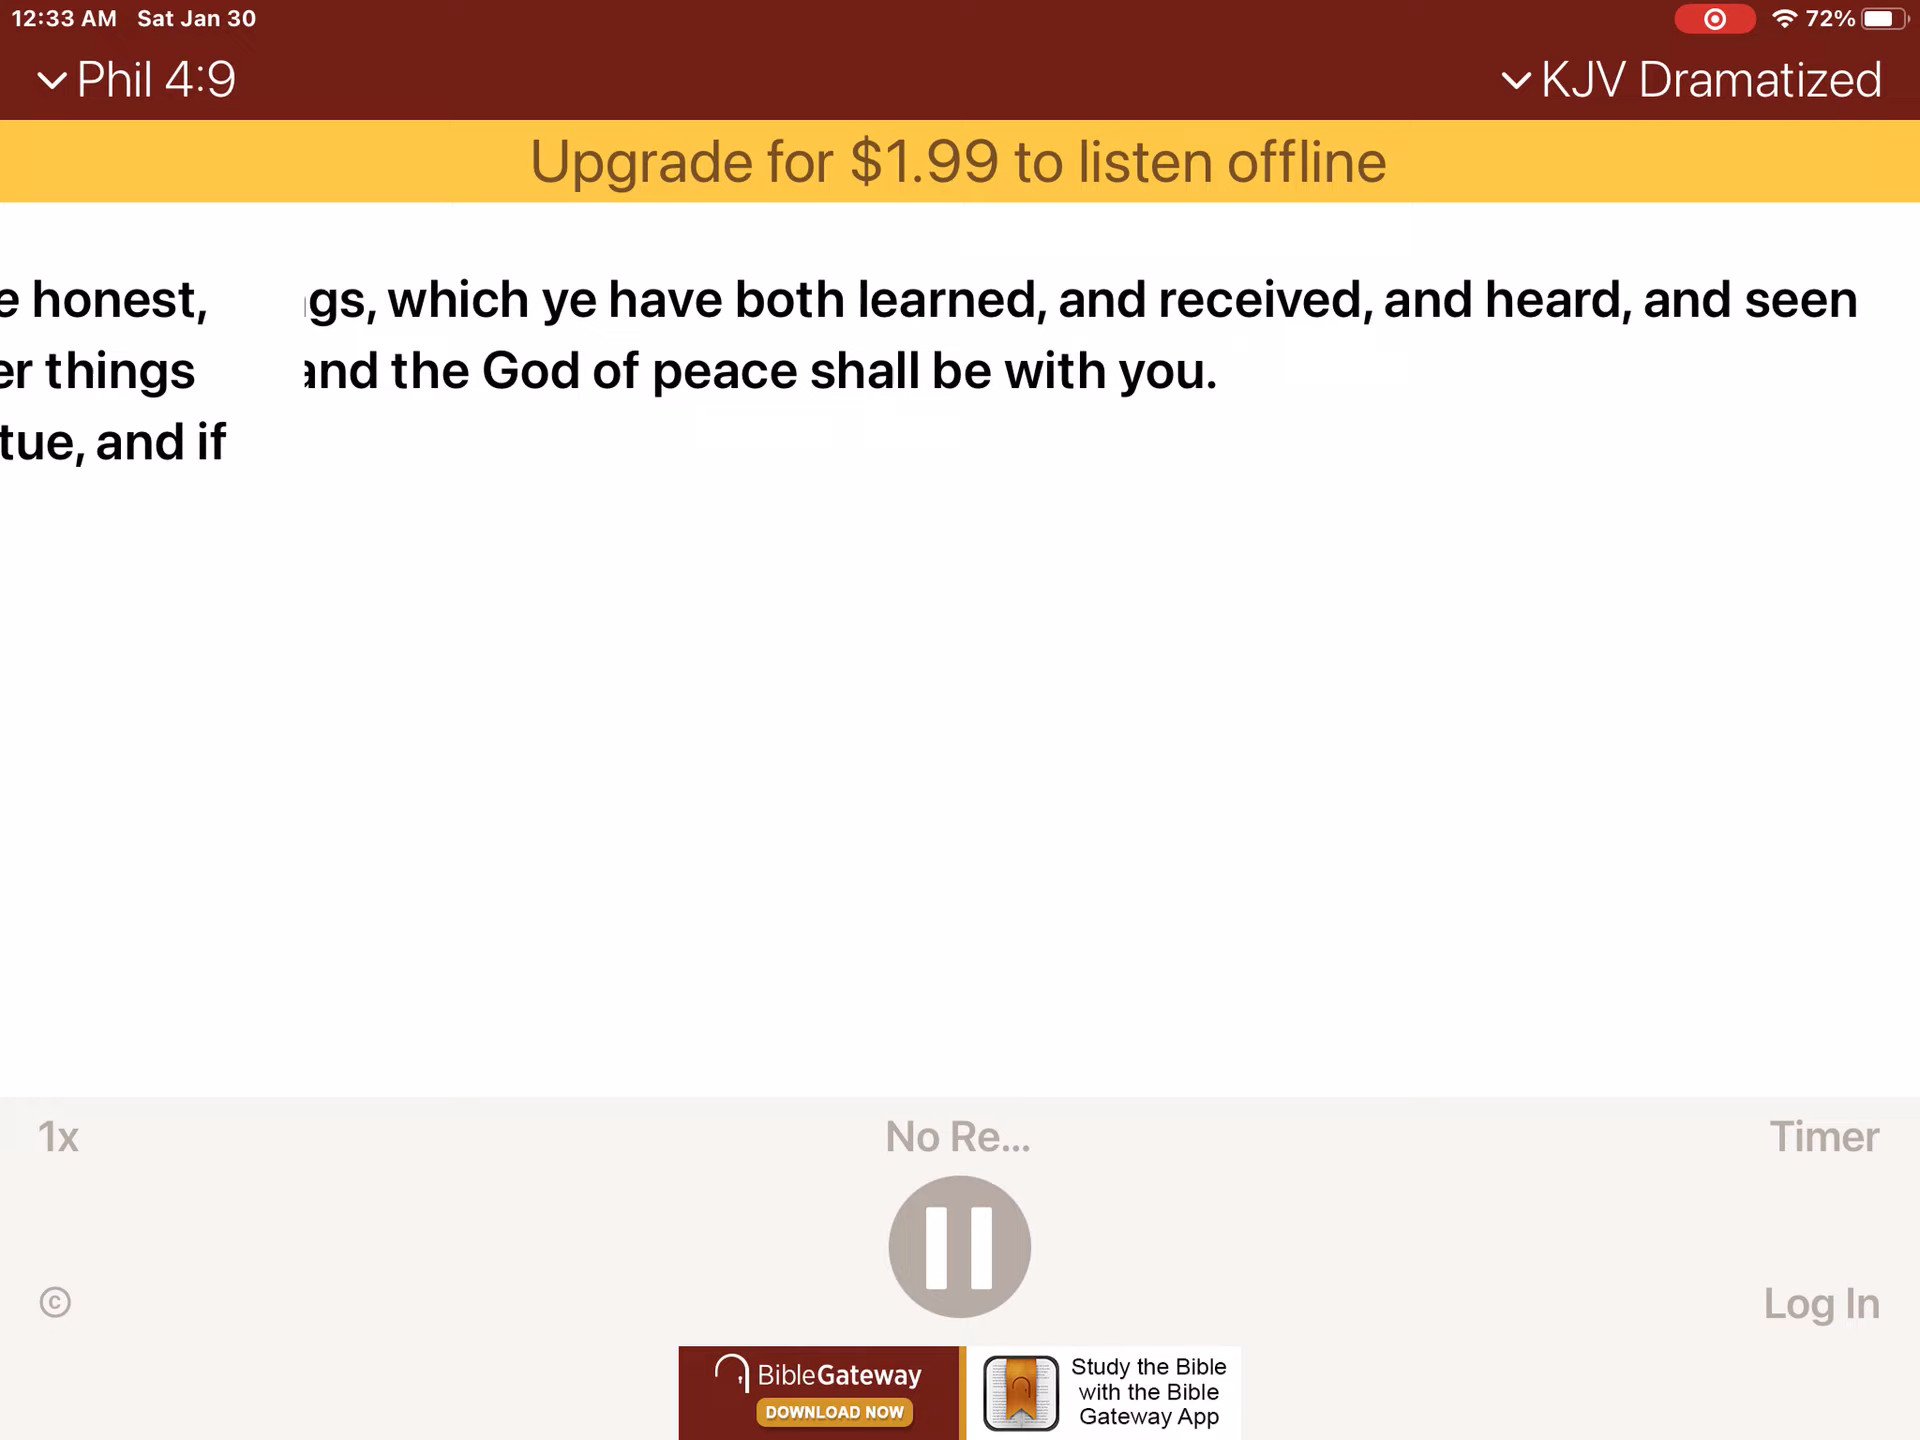 12:33 AM Sat Jan 30
72%
Phil 4:9
KJV Dramatized
Upgrade for $1.99 to listen offline
e honest,
gs, which ye have both learned, and received, and heard, and seen
er things
and the God of peace shall be with you.
tue, and if
1x
No Re...
Timer
©
Log In
BibleGateway
DOWNLOAD NOW
Study the Bible
with the Bible
Gateway App